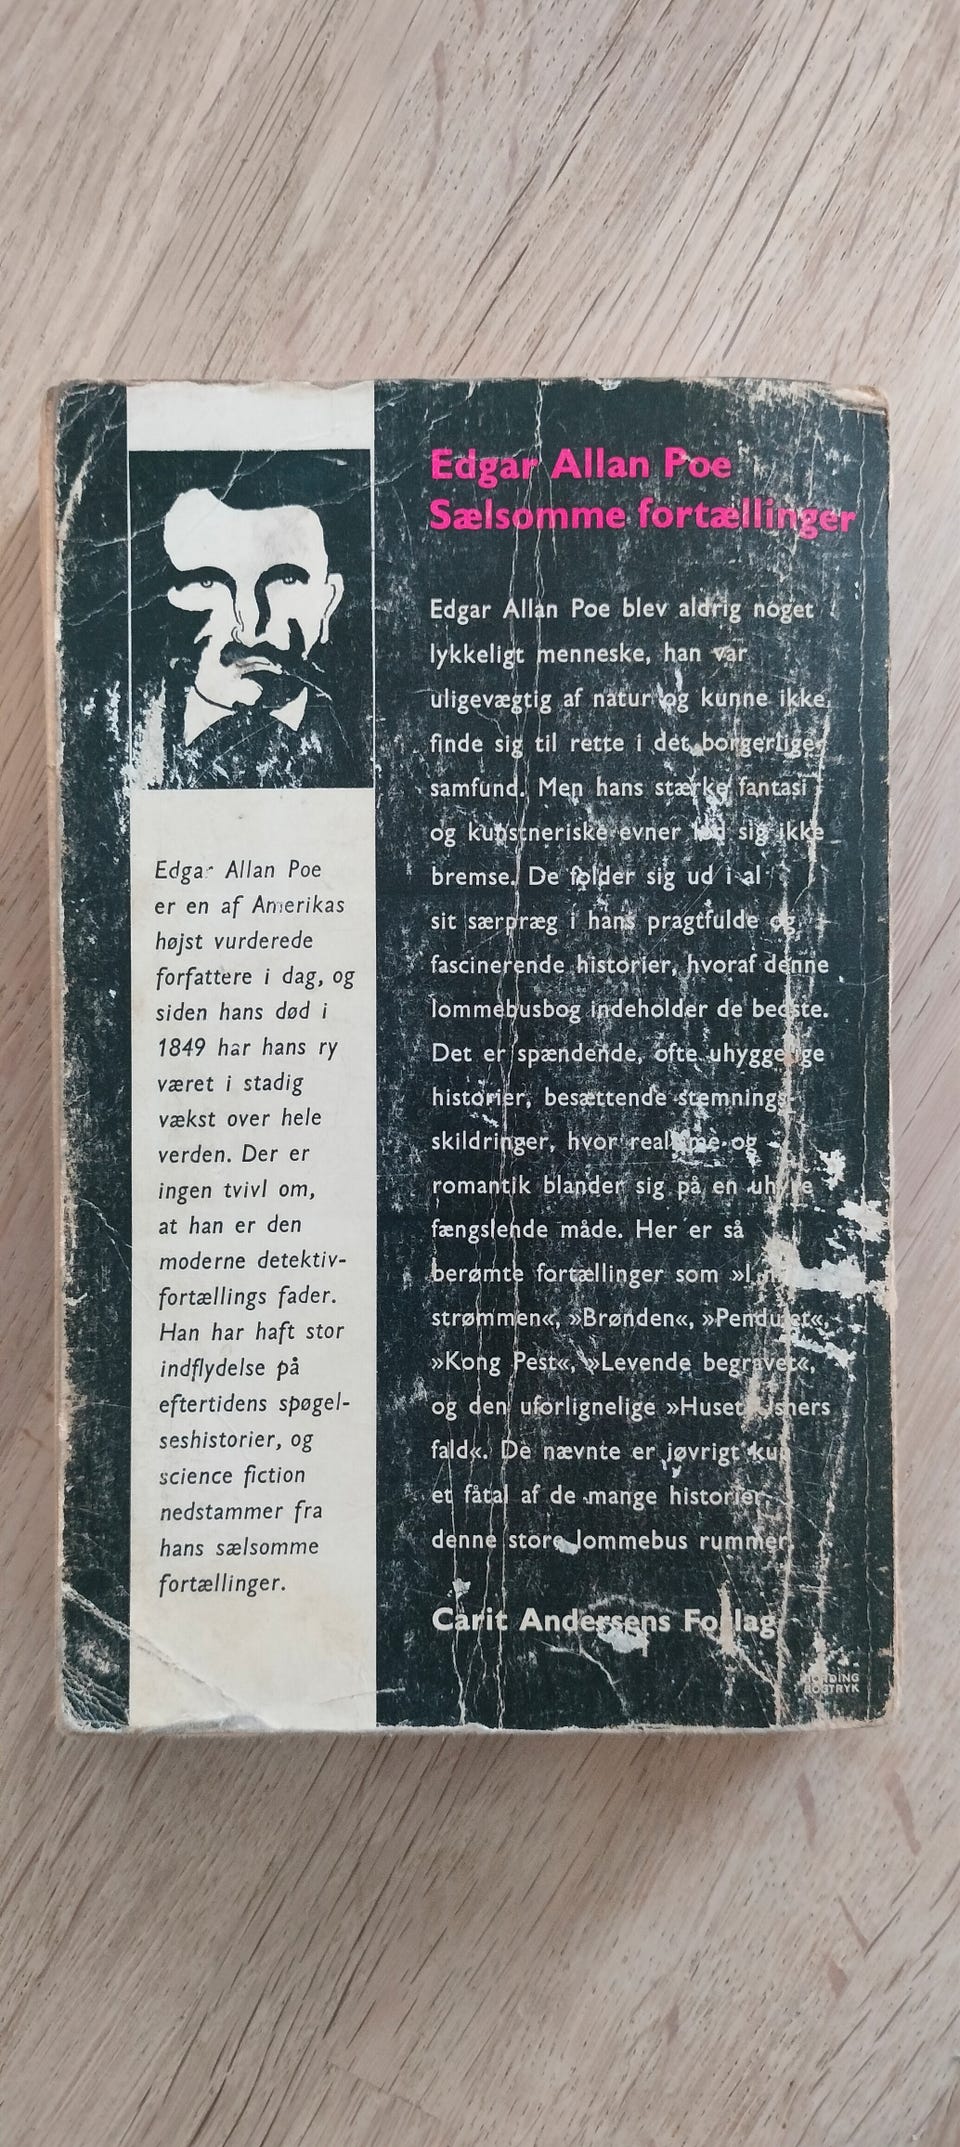 Edgar Allan Poe
er en af Amerikas
højst vurderede
forfattere i dag, og
siden hans død i
1849 har hans ry
været i stadig
vækst over hele
verden. Der er
ingen tvivl om,
at han er den
moderne detektiv-
fortællings fader.
Han har haft stor
indflydelse på
eftertidens spøgel-
seshistorier, og
science fiction
nedstammer fra
hans sælsomme
fortællinger.
Edgar Allan Poe
Sælsomme fortællinger
Edgar Allan Poe blev aldrig noget
lykkeligt menneske, han var
uligevægtig af natur og kunne ikke
finde sig til rette i det borgerlige
samfund. Men hans stærke fantasi
og kunstneriske evner lod sig ikke
bremse. De folder sig ud i al
sit særpræg i hans pragtfulde og
fascinerende historier, hvoraf denne
lommebusbog indeholder de bedste.
Det er spændende, ofte uhyggelige
historier, besættende stemnings-
skildringer, hvor realisme og
romantik blander sig på en uhyre
fængslende måde. Her er så
berømte fortællinger som
strømmen«, »Brønden«, »Pendulet«,
»Kong Pest«, »Levende begravet«,
og den uforlignelige »Huset Ushers
fald«. De nævnte er jøvrigt kun
et fåtal af de mange historier,
denne store lommebus rummer.
Carit Andersens Forlag
NORDING
BOGTRYK